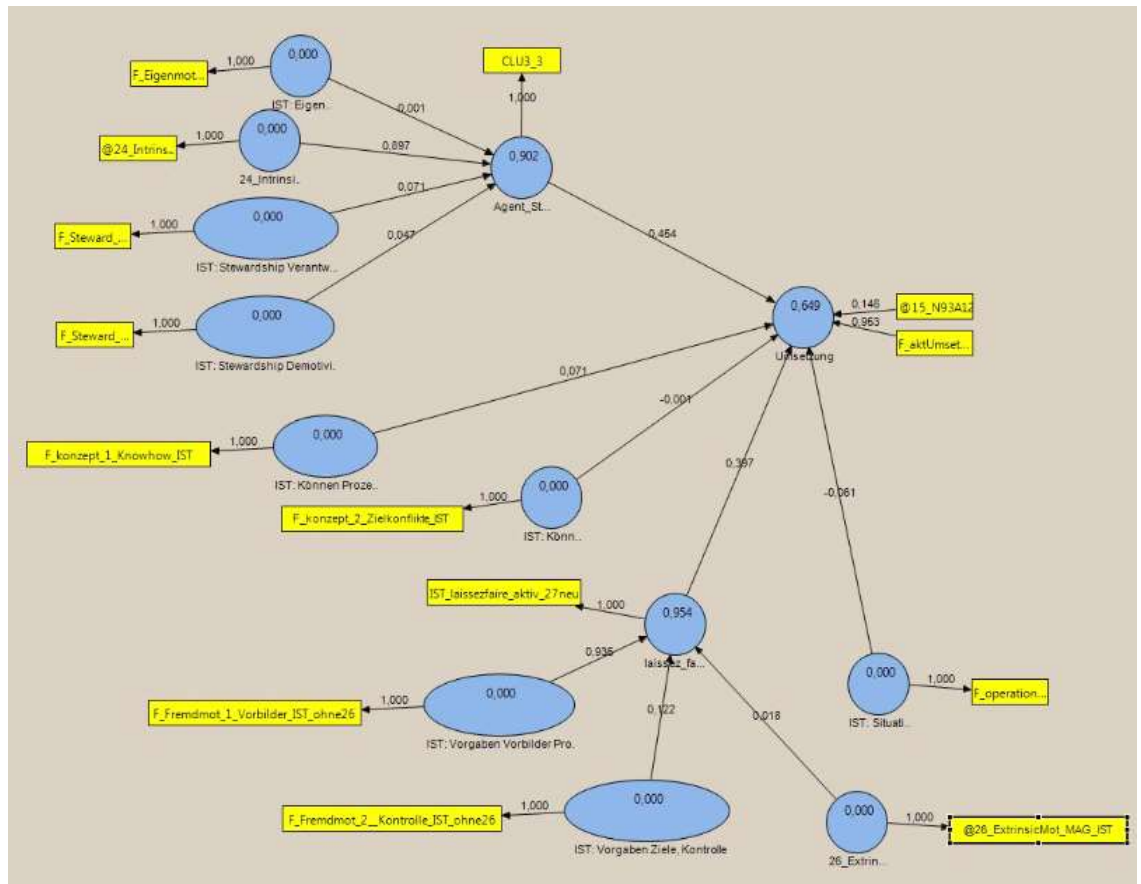 0,000
1,000
F_Eigenmot...
IST: Eigen..
0,001
CLU3_3
1,000
0,000
1,000
@24_Intrins..
24_Intrinsi..
0,897
0,902
Agent_St...
0,000
0,071
1,000
F_Steward_...
IST: Stewardship Verantw...
0,047
0,454
0,000
1,000
F_Steward_...
IST: Stewardship Demotivi..
0,649
Umsetzung
0,146
@15_N93A12
0,953
F_aktUmset...
0,071
-0,001
0,000
1,000
F_konzept_1_Knowhow_IST
IST: Können Proze..
0,000
1,000
F_konzept_2_Zielkonflikte_IST
IST: Könn..
0,397
-0,061
IST_laissezfaire_aktiv_27neu
1,000
0,954
laissez_fa...
0,935
0,000
1,000
F_Fremdmot_1_Vorbilder_IST_ohne26
IST: Vorgaben Vorbilder Pro.
0,122
0,018
0,000
1,000
F_operation...
IST: Situati..
0,000
1,000
F_Fremdmot_2__Kontrolle_IST_ohne26
IST: Vorgaben Ziele, Kontrolle
0,000
1,000
@26_ExtrinsicMot_MAG_IST
26_Extrin...